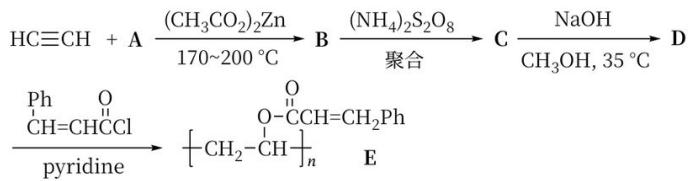 HC≡CH + A (CH₃CO₂)₂Zn 170~200 °C B (NH₄)₂S₂O₈ 聚合 C NaOH CH₃OH, 35 °C D
Ph O
CH=CHCCl
pyridine
O
O-CCH=CH₂Ph
[CH₂-CH]n E